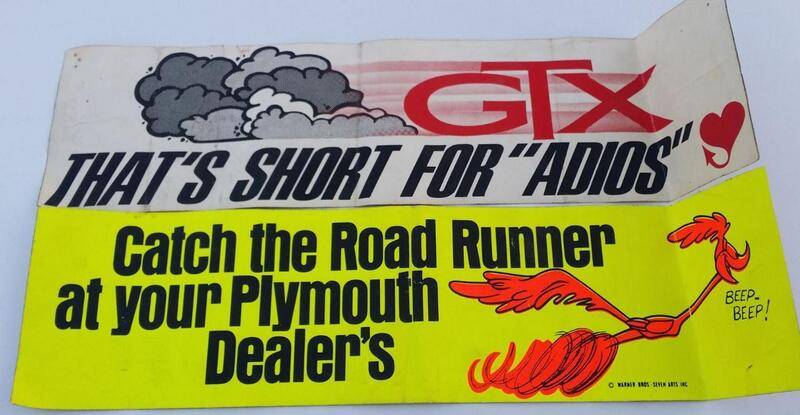 GTX
THAT'S SHORT FOR "ADIOS"
Catch the Road Runner
at your Plymouth
Dealer's
BEEP-
BEEP!
© WARNER BROS. SEVEN ARTS INC